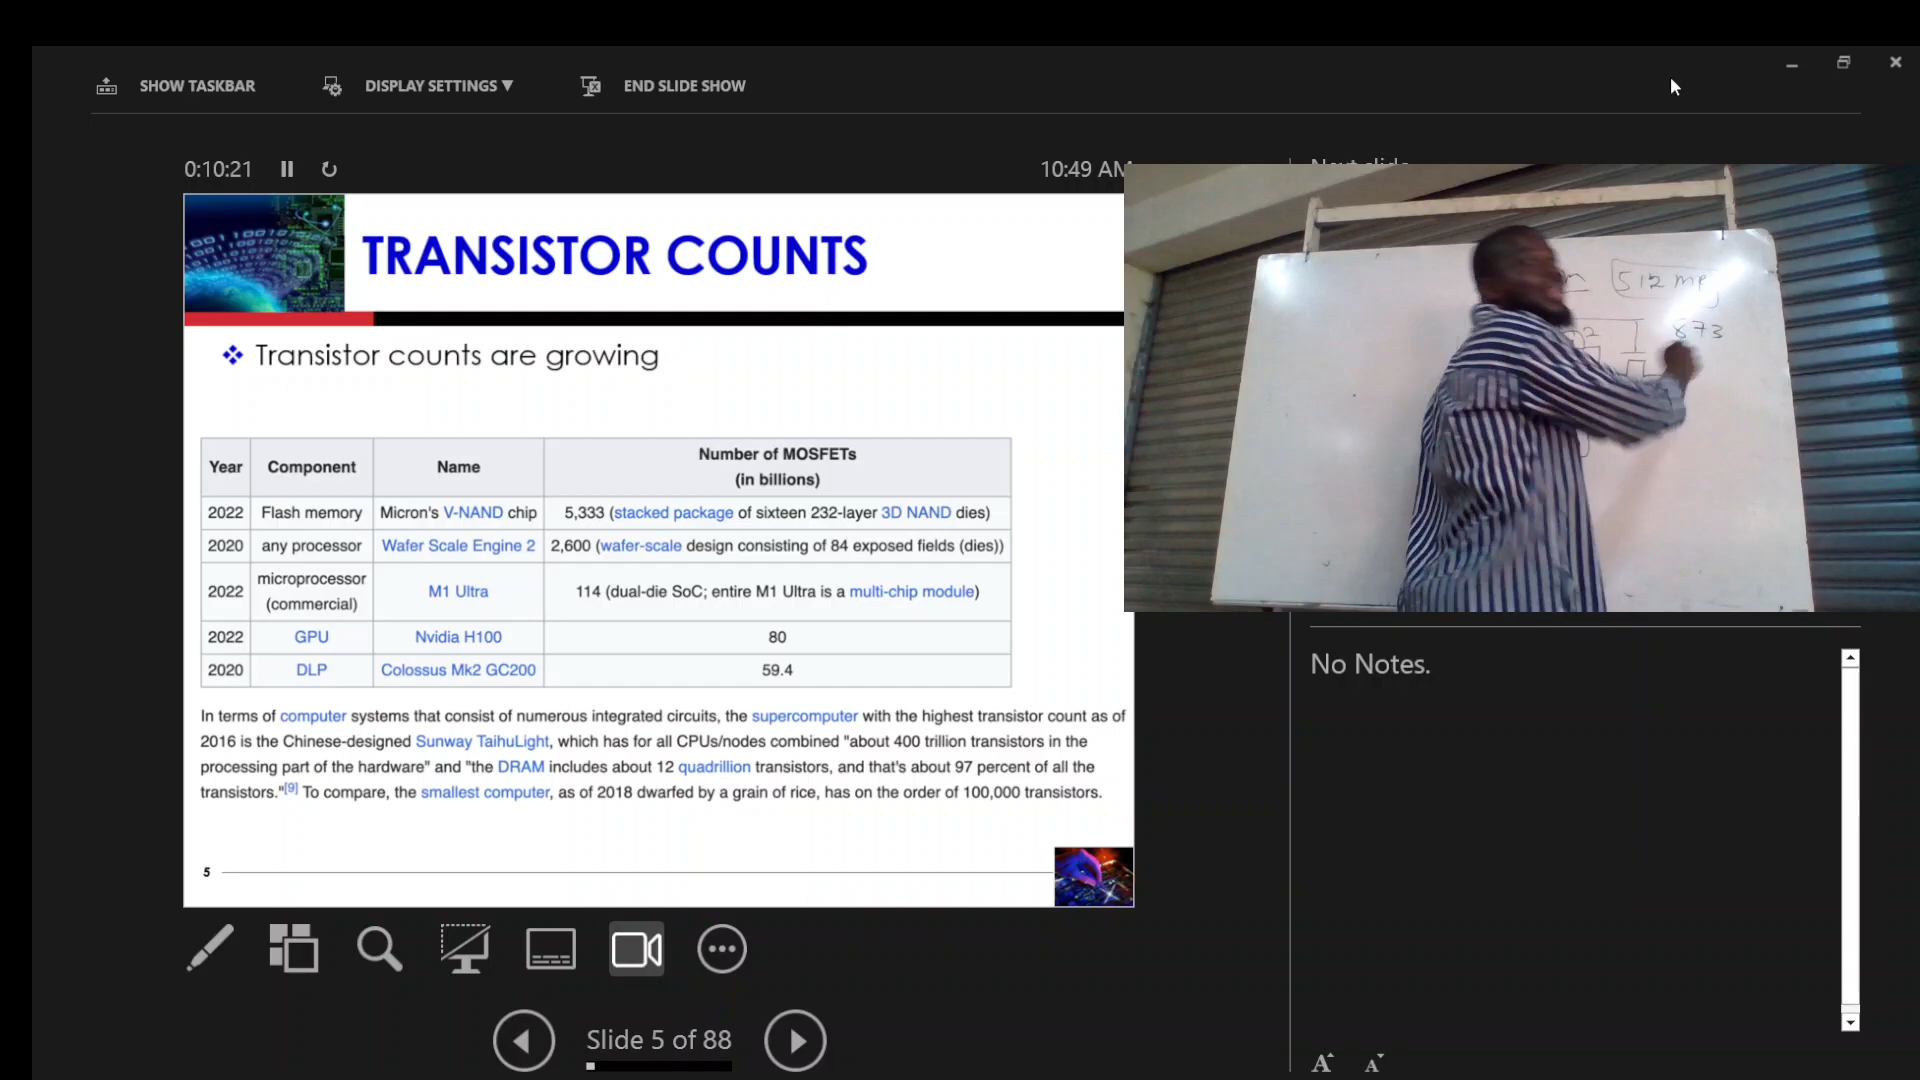 SHOW TASKBAR
DISPLAY SETTINGS ▼
END SLIDE SHOW
0:10:21
10:49 AM
Next slide
TRANSISTOR COUNTS
Transistor counts are growing
Year Component Name Number of MOSFETs (in billions)
2022 Flash memory Micron's V-NAND chip 5,333 (stacked package of sixteen 232-layer 3D NAND dies)
2020 any processor Wafer Scale Engine 2 2,600 (wafer-scale design consisting of 84 exposed fields (dies))
2022 microprocessor (commercial) M1 Ultra 114 (dual-die SoC; entire M1 Ultra is a multi-chip module)
2022 GPU Nvidia H100 80
2020 DLP Colossus Mk2 GC200 59.4
In terms of computer systems that consist of numerous integrated circuits, the supercomputer with the highest transistor count as of
2016 is the Chinese-designed Sunway TaihuLight, which has for all CPUs/nodes combined "about 400 trillion transistors in the
processing part of the hardware" and "the DRAM includes about 12 quadrillion transistors, and that's about 97 percent of all the
transistors."[9] To compare, the smallest computer, as of 2018 dwarfed by a grain of rice, has on the order of 100,000 transistors.
5
512
873
No Notes.
Slide 5 of 88
A A